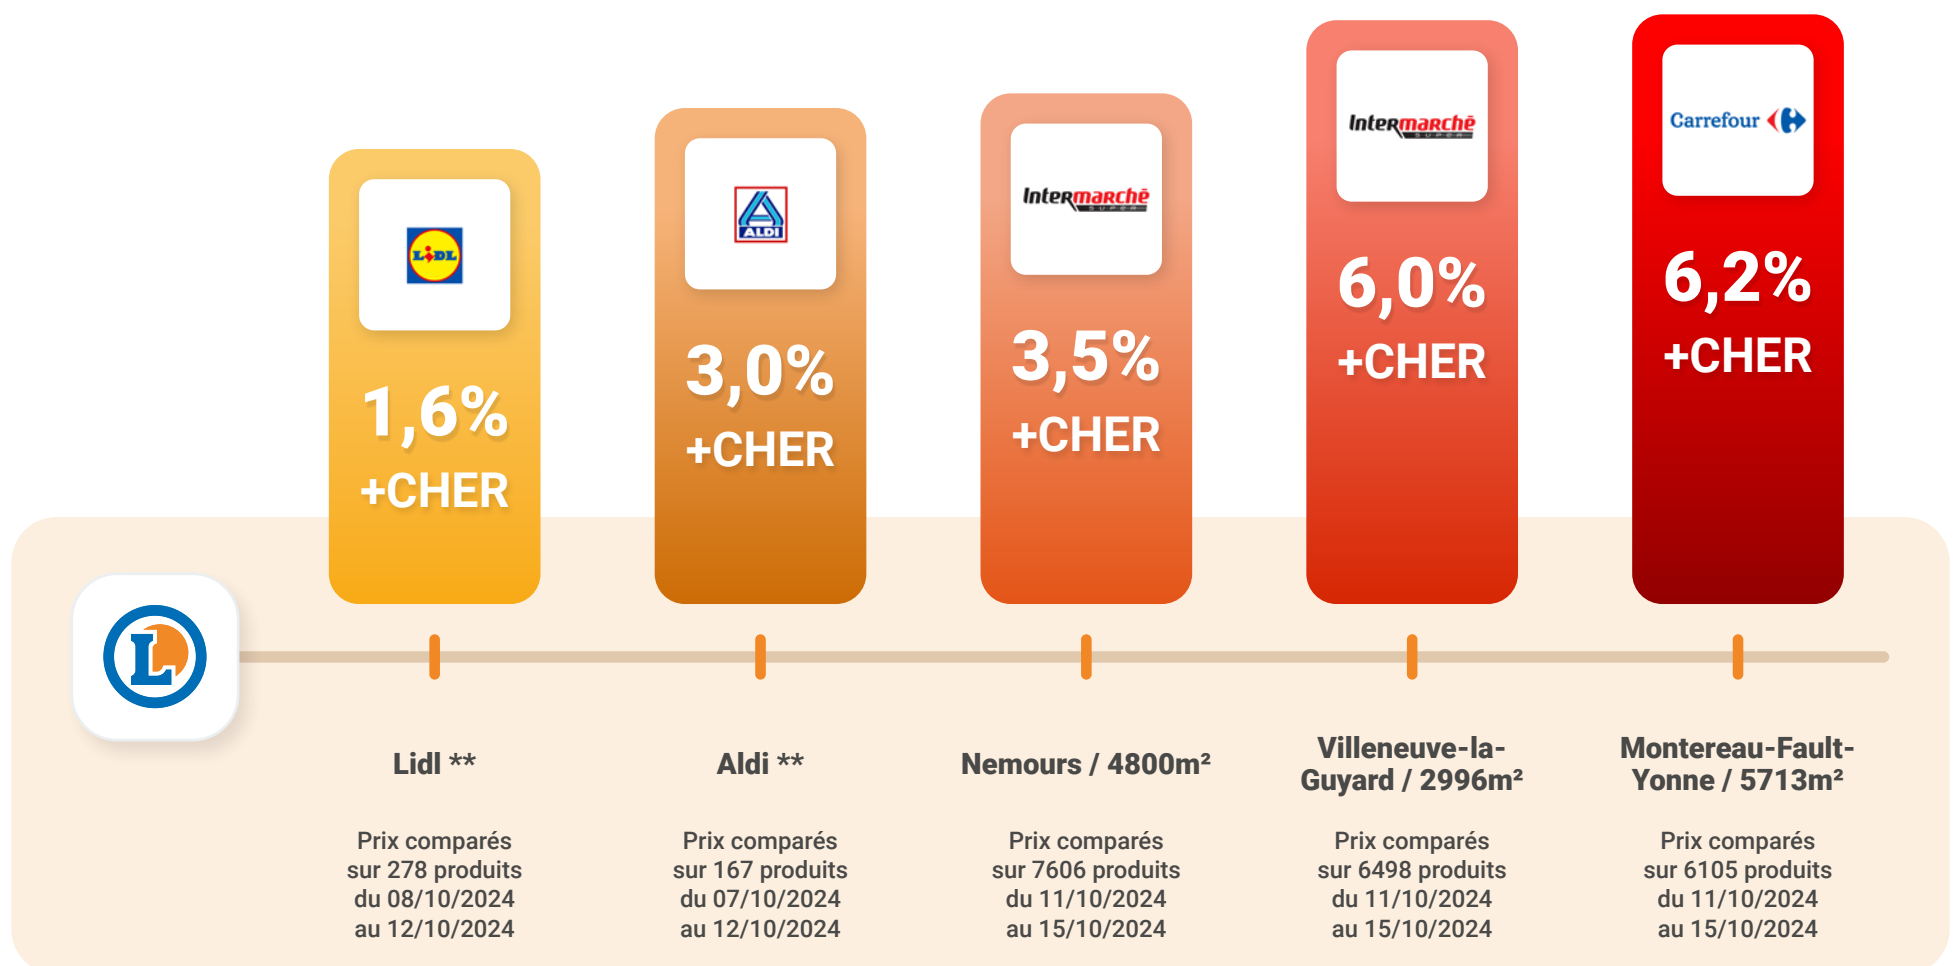 LIDL
1,6%
+CHER
ALDI
3,0%
+CHER
Intermarchē
SUPER
3,5%
+CHER
Intermarchē
SUPER
6,0%
+CHER
Carrefour
6,2%
+CHER
L
Lidl **
Prix comparés
sur 278 produits
du 08/10/2024
au 12/10/2024
Aldi **
Prix comparés
sur 167 produits
du 07/10/2024
au 12/10/2024
Nemours / 4800m²
Prix comparés
sur 7606 produits
du 11/10/2024
au 15/10/2024
Villeneuve-la-
Guyard / 2996m²
Prix comparés
sur 6498 produits
du 11/10/2024
au 15/10/2024
Montereau-Fault-
Yonne / 5713m²
Prix comparés
sur 6105 produits
du 11/10/2024
au 15/10/2024